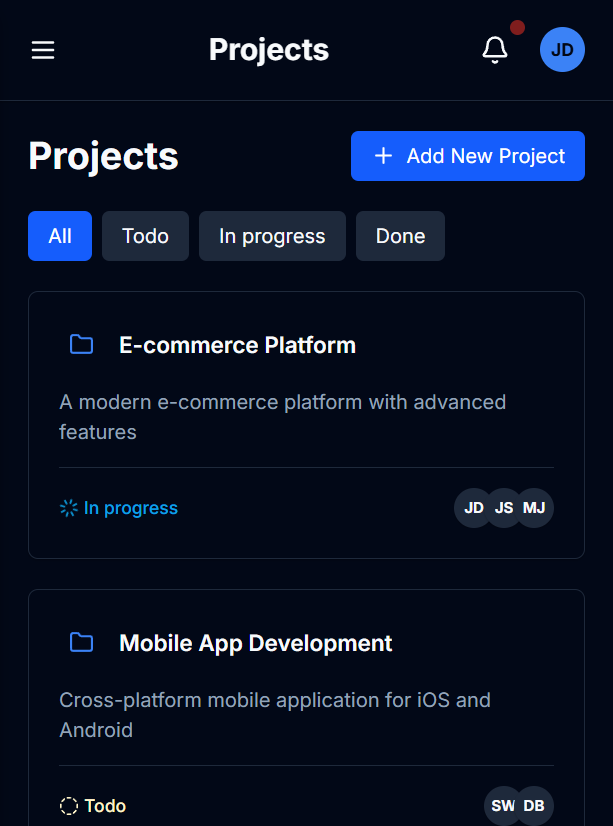 Projects
JD
Projects
Add New Project
All
Todo
In progress
Done
E-commerce Platform
A modern e-commerce platform with advanced
features
In progress
JD JS MJ
Mobile App Development
Cross-platform mobile application for iOS and
Android
Todo
SW DB